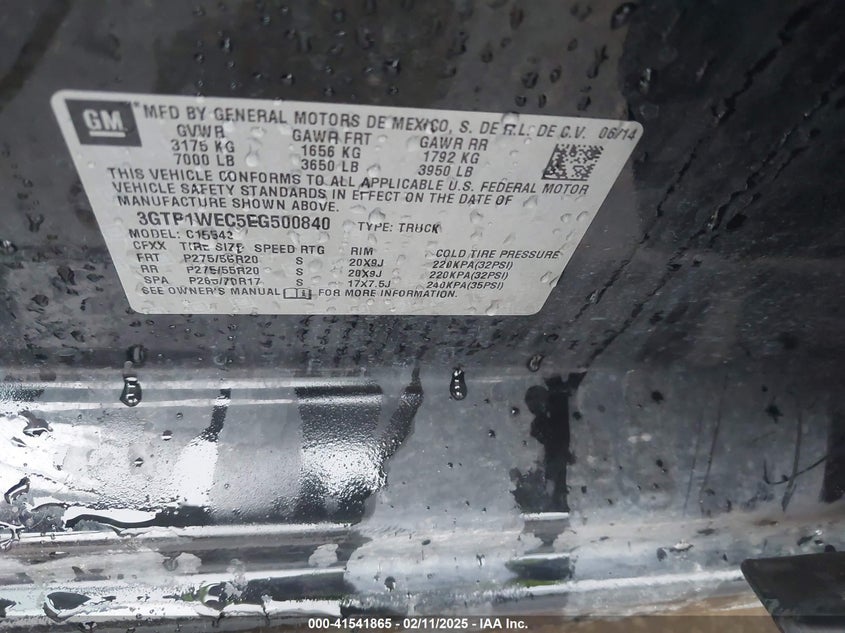 GM
MFD BY GENERAL MOTORS DE MEXICO, S. DE R.L. DE C.V. 06/14
GVWR GAWR FRT GAWR RR
3175 KG 1656 KG 1792 KG
7000 LB 3650 LB 3950 LB
THIS VEHICLE CONFORMS TO ALL APPLICABLE U.S. FEDERAL MOTOR
VEHICLE SAFETY STANDARDS IN EFFECT ON THE DATE OF
MANUFACTURE SHOWN ABOVE.
3GTP1WEC5EG500840 TYPE: TRUCK
MODEL: C15543
CFXX TIRE SIZE SPEED RTG RIM COLD TIRE PRESSURE
FRT P275/55R20 S 20X9J 220KPA(32PSI)
RR P275/55R20 S 20X9J 220KPA(32PSI)
SPA P265/70R17 S 17X7.5J 240KPA(35PSI)
SEE OWNER'S MANUAL FOR MORE INFORMATION.
000-41541865 - 02/11/2025 - IAA Inc.